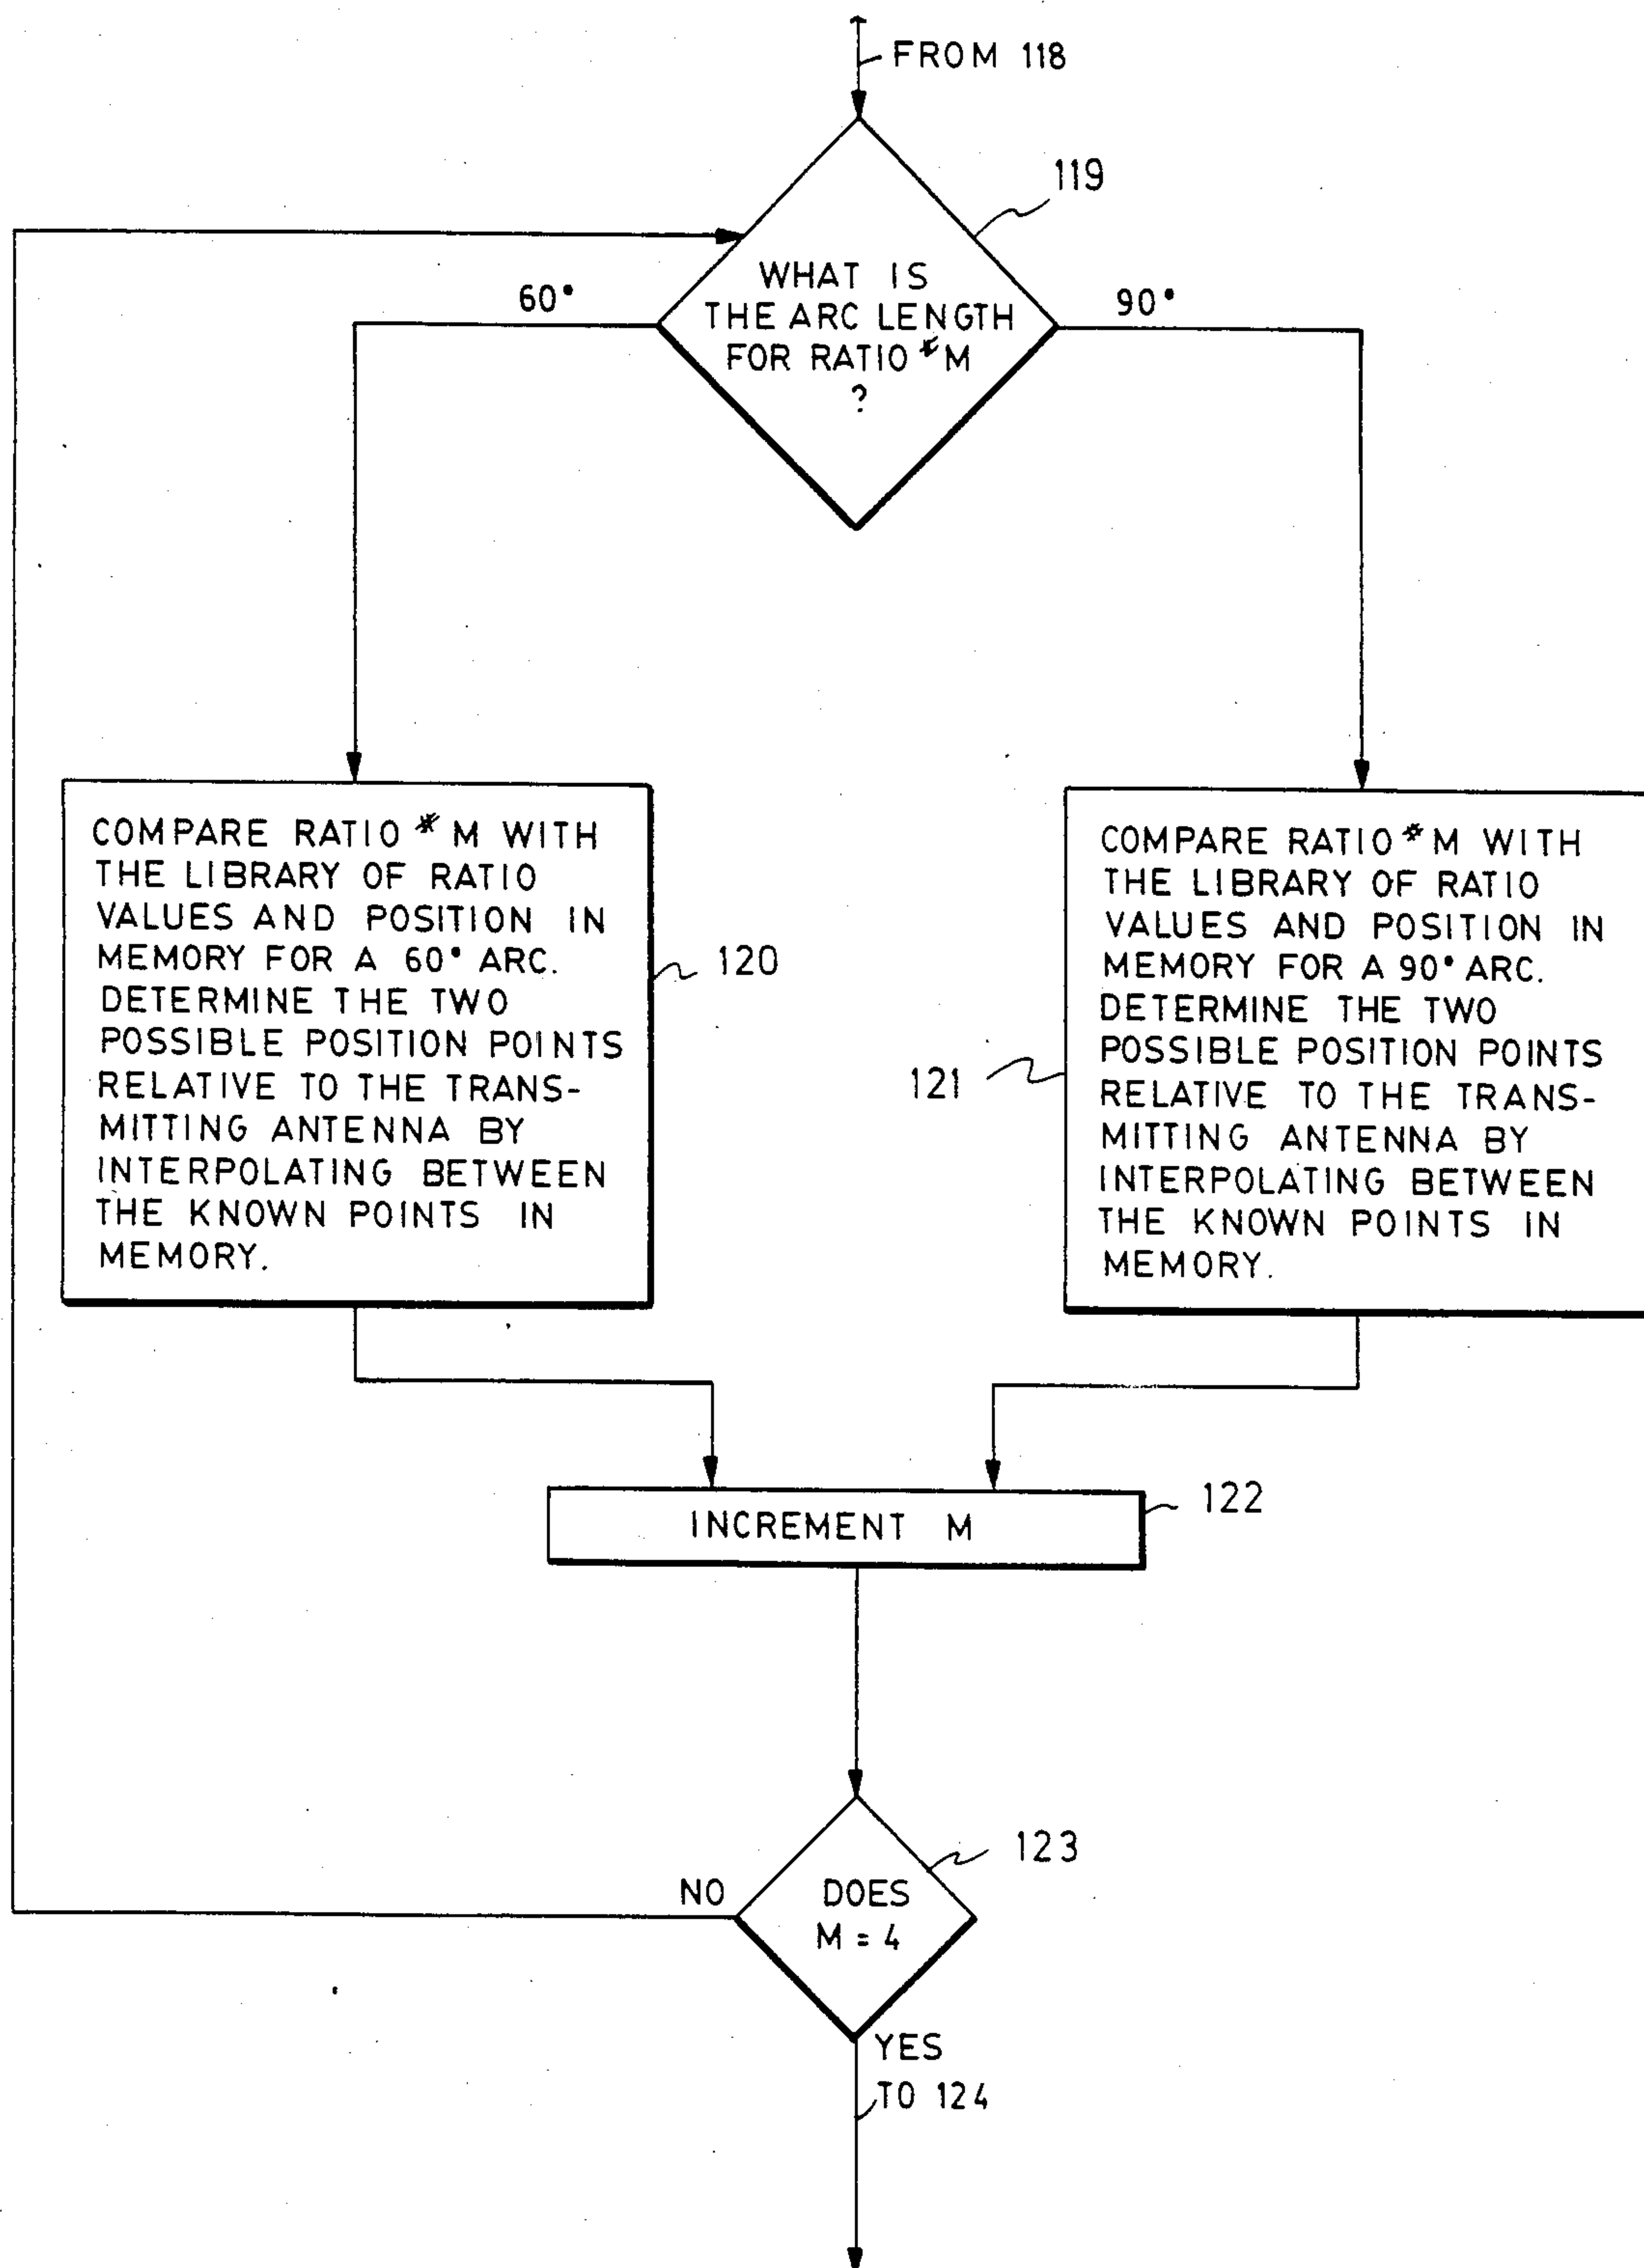 FROM 118
119
WHAT IS
THE ARC LENGTH
FOR RATIO #M
?
60°
90°
COMPARE RATIO # M WITH
THE LIBRARY OF RATIO
VALUES AND POSITION IN
MEMORY FOR A 60° ARC.
DETERMINE THE TWO
POSSIBLE POSITION POINTS
RELATIVE TO THE TRANS-
MITTING ANTENNA BY
INTERPOLATING BETWEEN
THE KNOWN POINTS IN
MEMORY.
120
COMPARE RATIO # M WITH
THE LIBRARY OF RATIO
VALUES AND POSITION IN
MEMORY FOR A 90° ARC.
DETERMINE THE TWO
POSSIBLE POSITION POINTS
RELATIVE TO THE TRANS-
MITTING ANTENNA BY
INTERPOLATING BETWEEN
THE KNOWN POINTS IN
MEMORY.
121
INCREMENT M
122
123
NO
DOES
M = 4
YES
TO 124